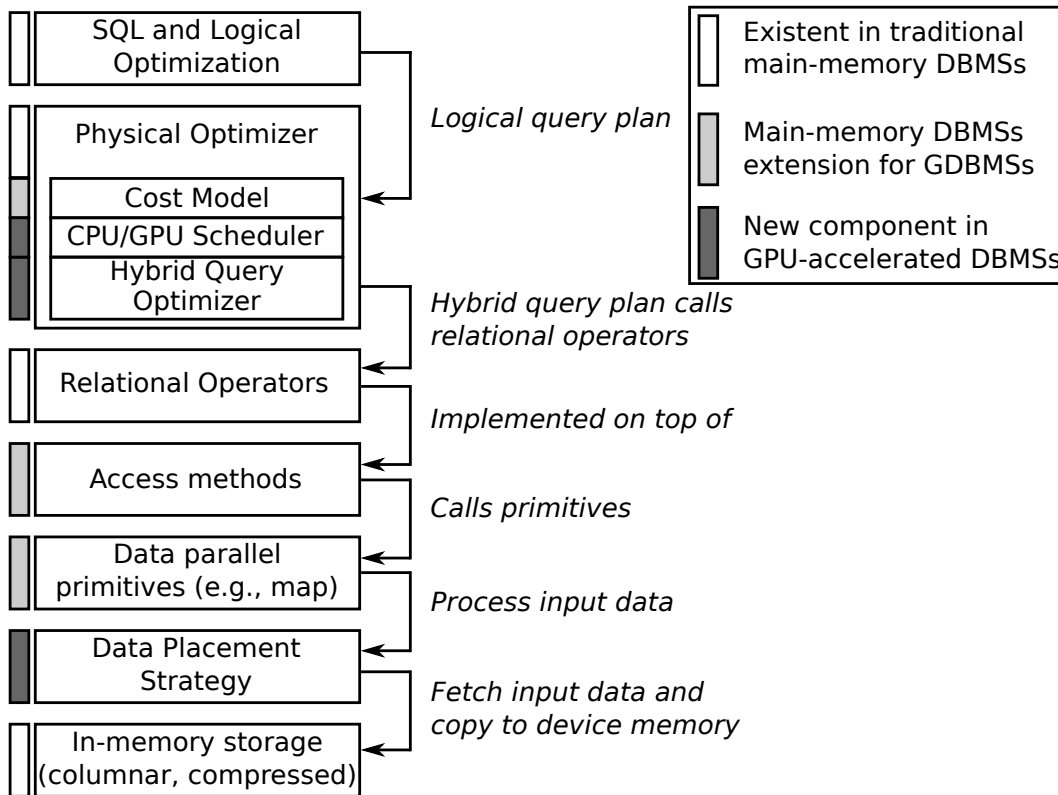 SQL and Logical
Optimization
Logical query plan
Physical Optimizer
Cost Model
CPU/GPU Scheduler
Hybrid Query
Optimizer
Hybrid query plan calls
relational operators
Relational Operators
Implemented on top of
Access methods
Calls primitives
Data parallel
primitives (e.g., map)
Process input data
Data Placement
Strategy
Fetch input data and
copy to device memory
In-memory storage
(columnar, compressed)
Existent in traditional
main-memory DBMSs
Main-memory DBMSs
extension for GDBMSs
New component in
GPU-accelerated DBMSs